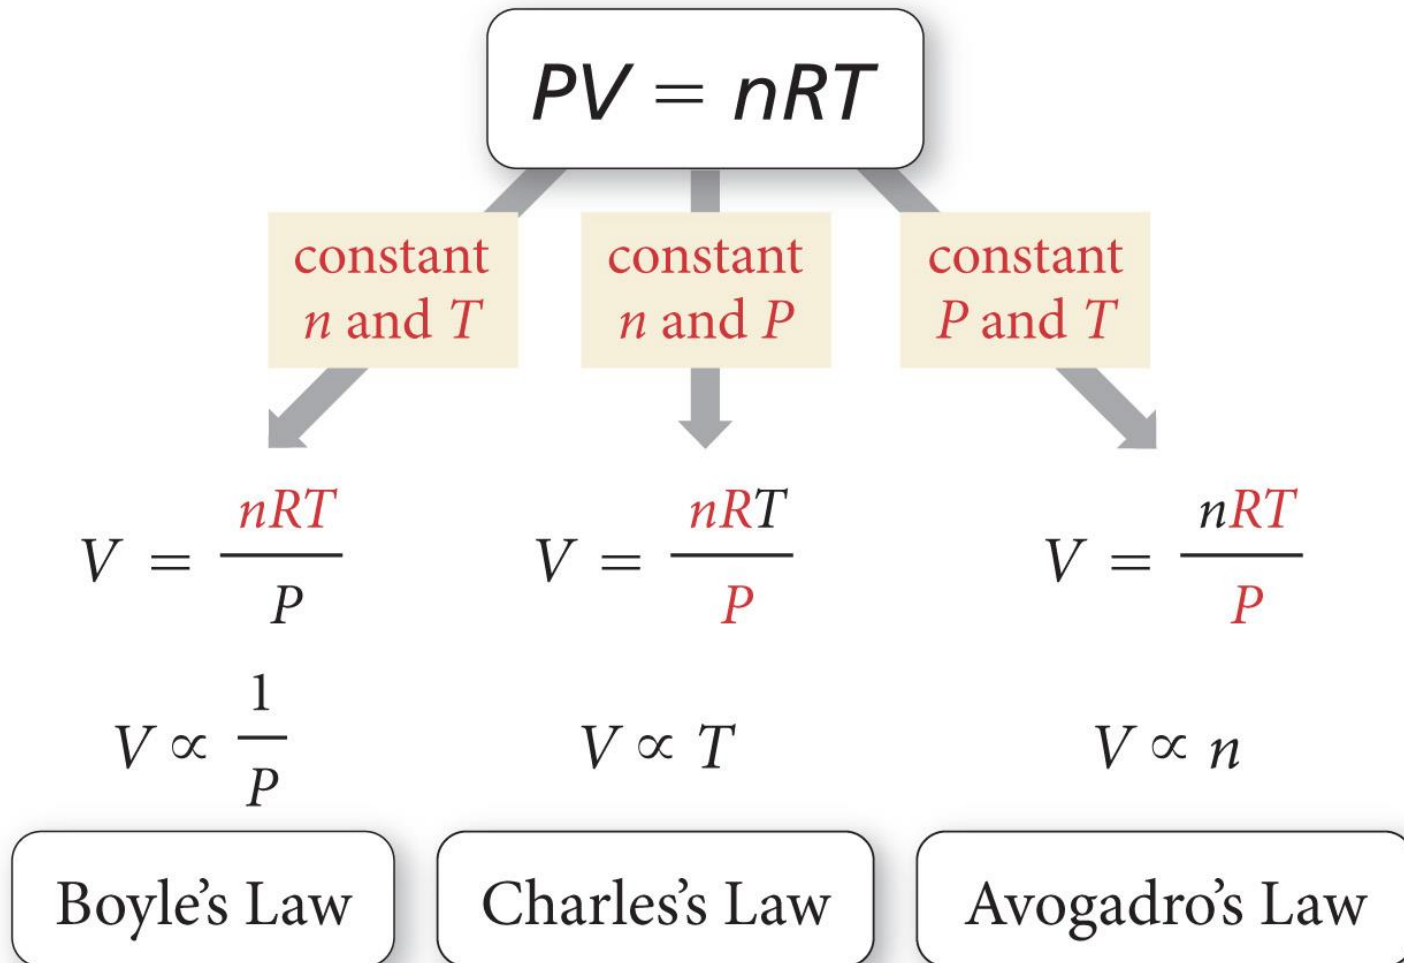 PV = nRT
constant
n and T
constant
n and P
constant
P and T
V = nRT / P
V = nRT / P
V = nRT / P
V ∝ 1 / P
V ∝ T
V ∝ n
Boyle’s Law
Charles’s Law
Avogadro’s Law